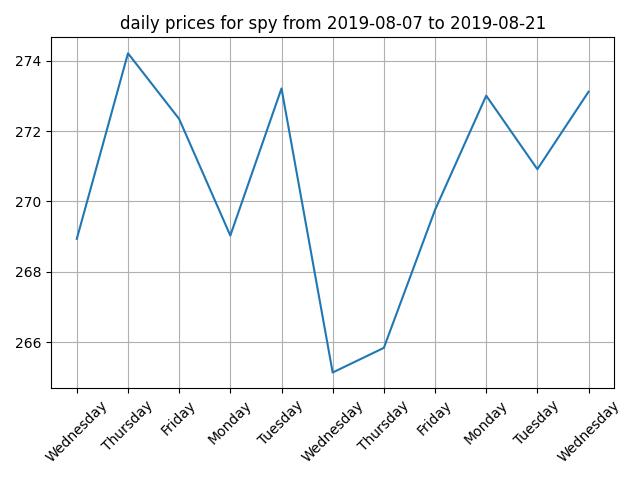 daily prices for spy from 2019-08-07 to 2019-08-21
274
272
270
268
266
Wednesday
Thursday
Friday
Monday
Tuesday
Wednesday
Thursday
Friday
Monday
Tuesday
Wednesday